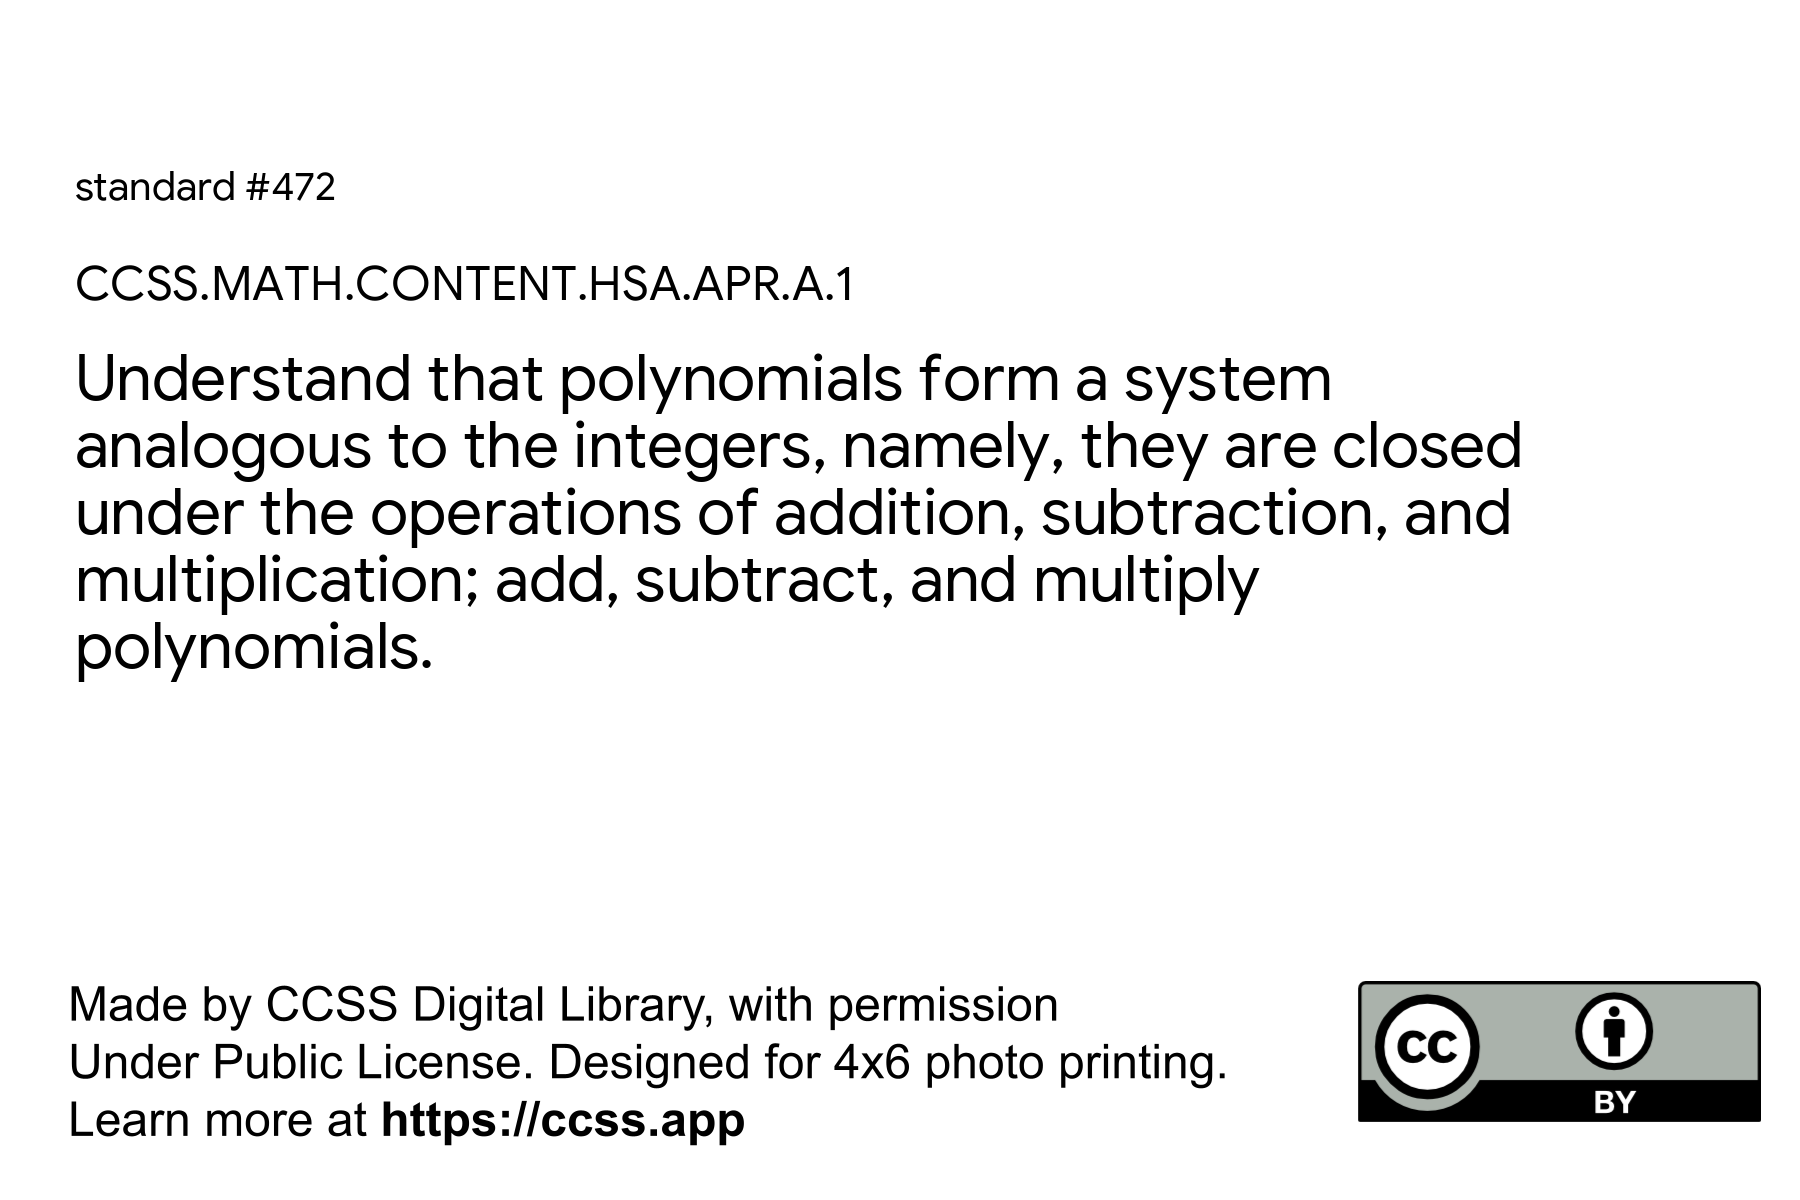 standard #472
CCSS.MATH.CONTENT.HSA.APR.A.1
Understand that polynomials form a system
analogous to the integers, namely, they are closed
under the operations of addition, subtraction, and
multiplication; add, subtract, and multiply
polynomials.
Made by CCSS Digital Library, with permission
Under Public License. Designed for 4x6 photo printing.
Learn more at https://ccss.app
CC
BY